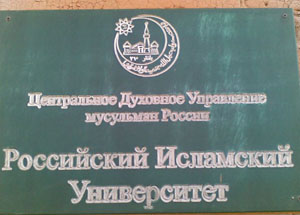 Центральное Духовное Управление
мусульман России
Российский Исламский
Университет